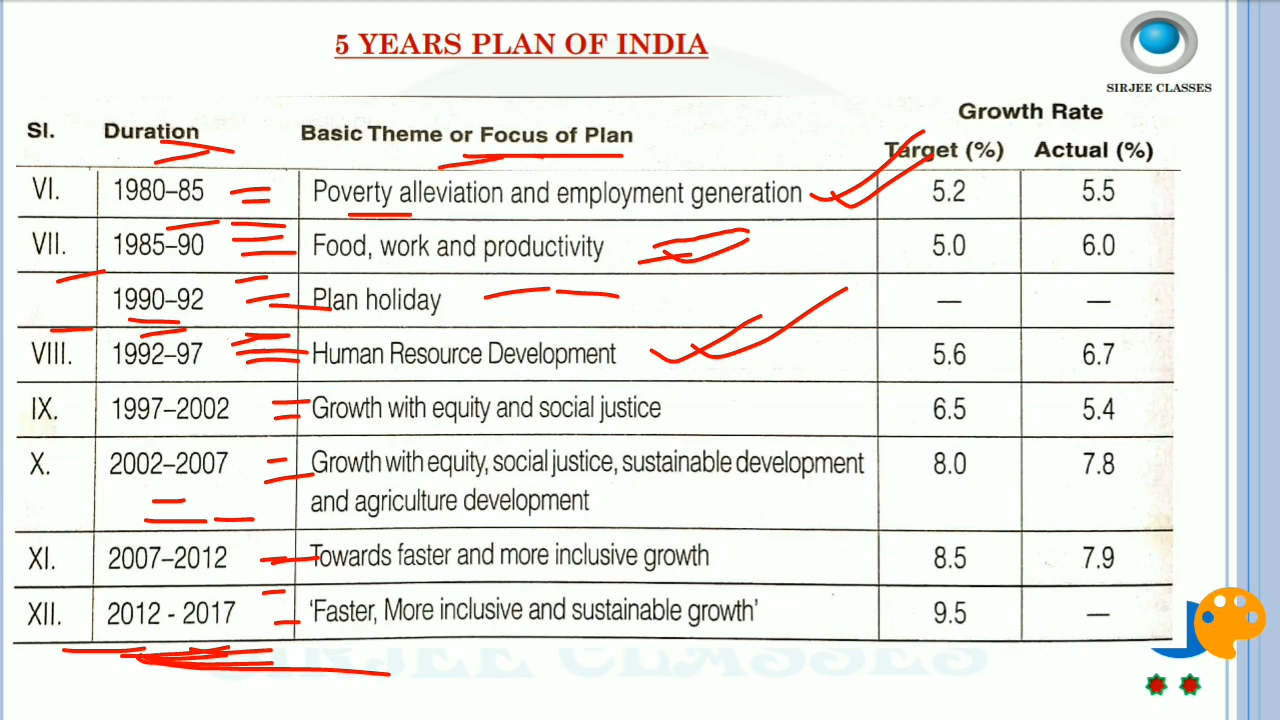 5 YEARS PLAN OF INDIA
SIRJEE CLASSES
Growth Rate
Sl. Duration Basic Theme or Focus of Plan Target (%) Actual (%)
VI. 1980–85 Poverty alleviation and employment generation 5.2 5.5
VII. 1985–90 Food, work and productivity 5.0 6.0
1990–92 Plan holiday — —
VIII. 1992–97 Human Resource Development 5.6 6.7
IX. 1997–2002 Growth with equity and social justice 6.5 5.4
X. 2002–2007 Growth with equity, social justice, sustainable development 8.0 7.8
and agriculture development
XI. 2007–2012 Towards faster and more inclusive growth 8.5 7.9
XII. 2012 - 2017 'Faster, More inclusive and sustainable growth' 9.5 —
SIRJEE CLASSES